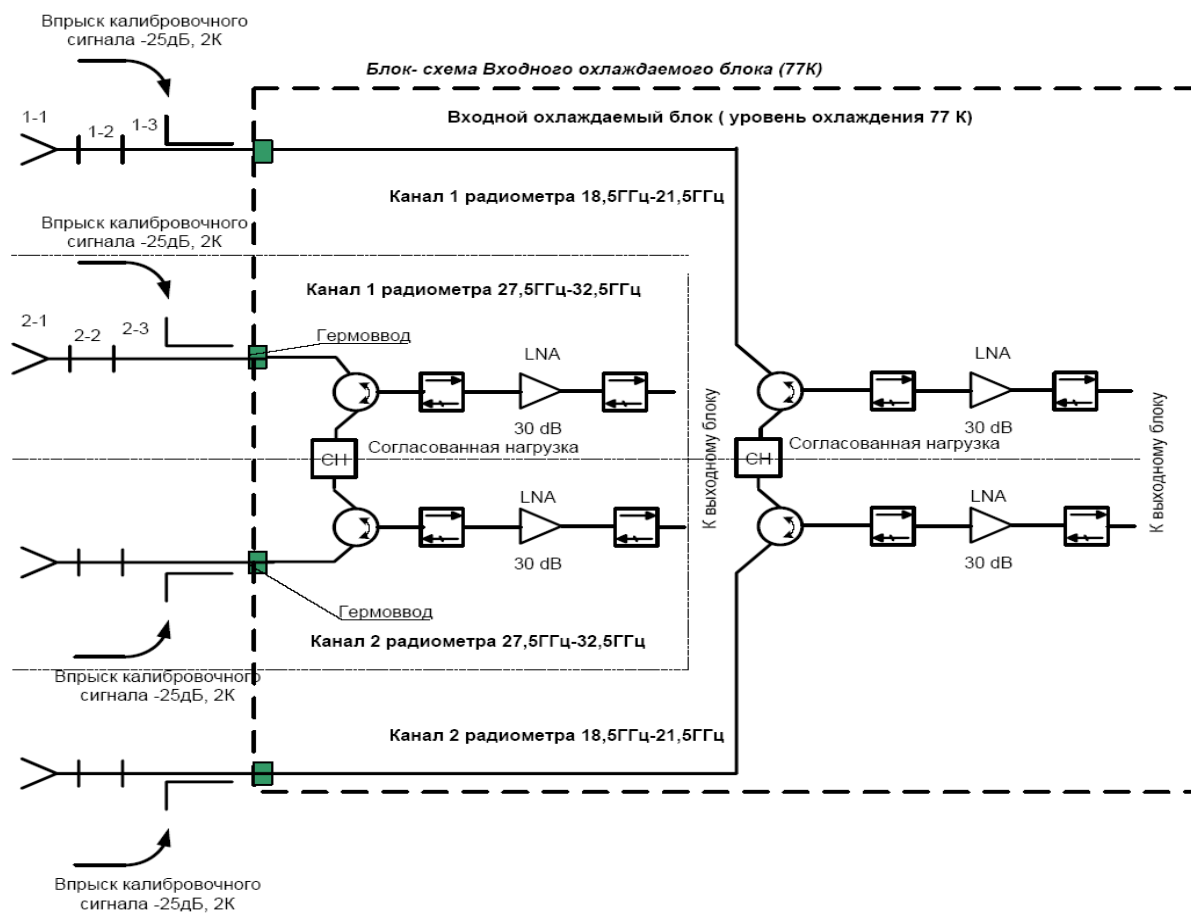 Впрыск калибровочного
сигнала -25дБ, 2К
Блок- схема Входного охлаждаемого блока (77К)
Входной охлаждаемый блок ( уровень охлаждения 77 К)
1-1
1-2
1-3
Канал 1 радиометра 18,5ГГц-21,5ГГц
Впрыск калибровочного
сигнала -25дБ, 2К
Канал 1 радиометра 27,5ГГц-32,5ГГц
2-1
2-2
2-3
Гермоввод
LNA
30 dB
LNA
30 dB
Согласованная нагрузка
СН
Согласованная нагрузка
СН
К выходному блоку
К выходному блоку
LNA
30 dB
LNA
30 dB
Гермоввод
Канал 2 радиометра 27,5ГГц-32,5ГГц
Впрыск калибровочного
сигнала -25дБ, 2К
Канал 2 радиометра 18,5ГГц-21,5ГГц
Впрыск калибровочного
сигнала -25дБ, 2К